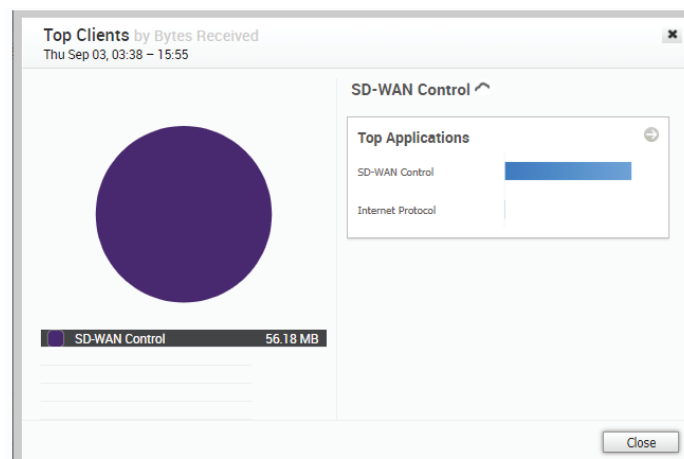 Top Clients by Bytes Received
Thu Sep 03, 03:38 – 15:55
SD-WAN Control 56.18 MB
SD-WAN Control
Top Applications
SD-WAN Control
Internet Protocol
Close